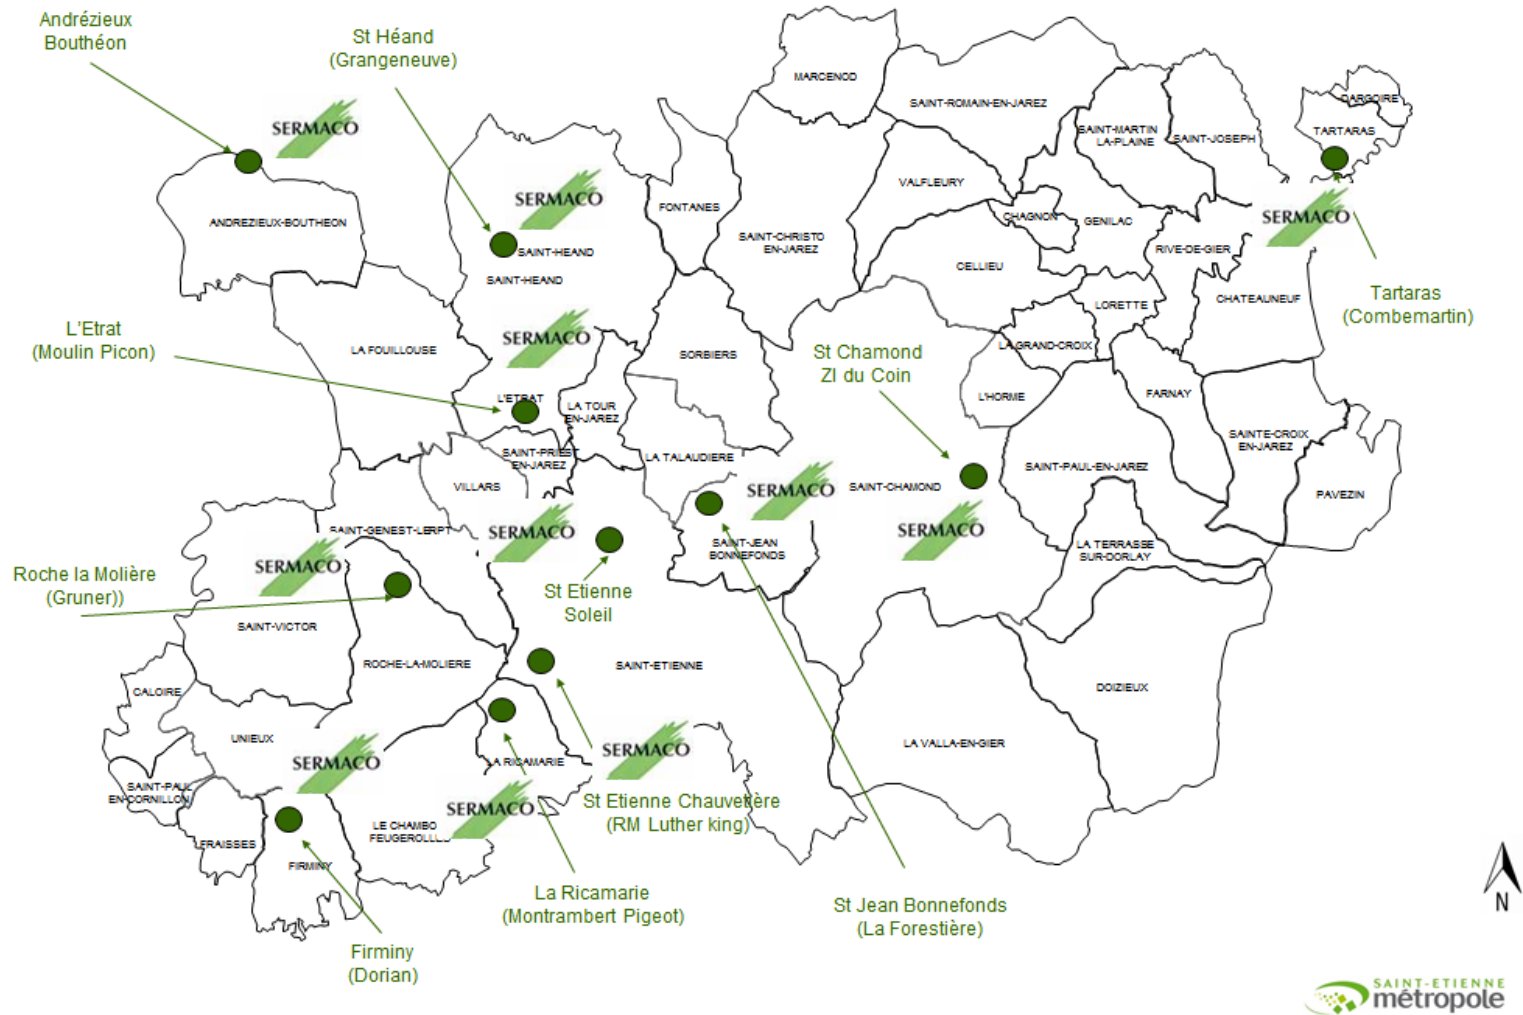 Andrézieux
Bouthéon
St Héand
(Grangeneuve)
MARCENOD
SAINT-ROMAIN-EN-JAREZ
DARGOIRE
TARTARAS
SERMACO
SAINT-MARTIN
LA-PLAINE
SAINT-JOSEPH
SERMACO
VALFLEURY
FONTANES
CHAGNON
GENILAC
SERMACO
ANDREZIEUX-BOUTHEON
SAINT-HEAND
SAINT-HEAND
SAINT-CHRISTO
EN-JAREZ
RIVE-DE-GIER
CELLIEU
Tartaras
(Combemartin)
CHATEAUNEUF
LORETTE
L'Etrat
(Moulin Picon)
SERMACO
LA FOUILLOUSE
SORBIERS
St Chamond
ZI du Coin
LA GRAND-CROIX
L'HORME
FARNAY
L'ETRAT
LA TOUR
EN-JAREZ
SAINTE-CROIX
EN-JAREZ
SAINT-PRIEST
EN-JAREZ
LA TALAUDIERE
SAINT-PAUL-EN-JAREZ
VILLARS
SERMACO
SAINT-CHAMOND
PAVEZIN
SAINT-GENEST-LERPT
SERMACO
SERMACO
SAINT-JEAN
BONNEFONDS
LA TERRASSE
SUR-DORLAY
SERMACO
Roche la Molière
(Gruner))
St Etienne
Soleil
SAINT-VICTOR
ROCHE-LA-MOLIERE
SAINT-ETIENNE
CALOIRE
DOIZIEUX
UNIEUX
SERMACO
LA RICAMARIE
SERMACO
LA VALLA-EN-GIER
SAINT-PAUL
EN-CORNILLON
SERMACO
St Etienne Chauvetière
(RM Luther king)
LE CHAMBO
FEUGEROLLES
FRAISSES
FIRMINY
La Ricamarie
(Montrambert Pigeot)
St Jean Bonnefonds
(La Forestière)
Firminy
(Dorian)
N
SAINT-ETIENNE
métropole